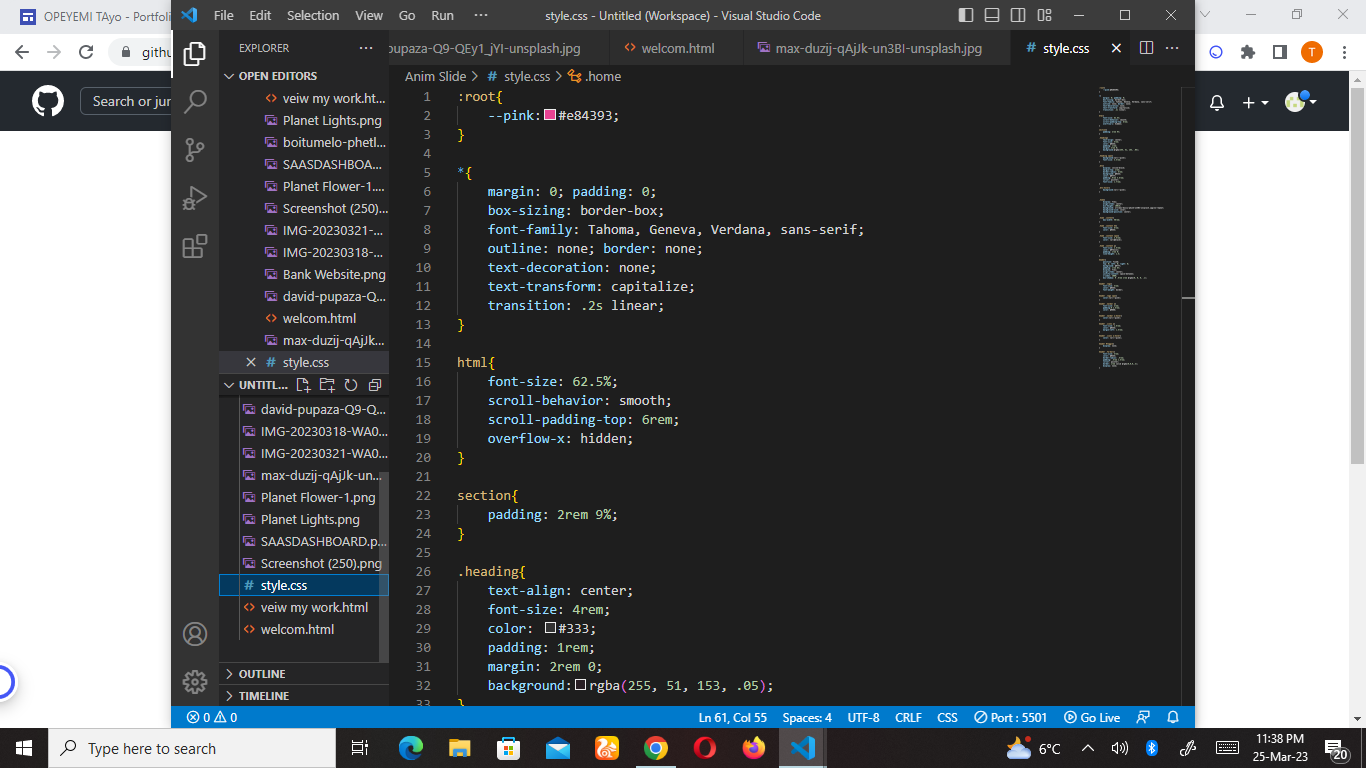 OPEYEMI TAyo - Portfoli
File Edit Selection View Go Run ··· style.css - Untitled (Workspace) - Visual Studio Code
githu
Search or jur
T
EXPLORER ···
pupaza-Q9-QEy1_jYI-unsplash.jpg welcom.html max-duzij-qAjJk-un3BI-unsplash.jpg # style.css
Anim Slide > # style.css > .home
OPEN EDITORS
veiw my work.ht...
Planet Lights.png
boitumelo-phetl...
SAASDASHBOA...
Planet Flower-1....
Screenshot (250)...
IMG-20230321-...
IMG-20230318-...
Bank Website.png
david-pupaza-Q...
welcom.html
max-duzij-qAjJk...
# style.css
UNTITL...
david-pupaza-Q9-Q...
IMG-20230318-WA0...
IMG-20230321-WA0...
max-duzij-qAjJk-un...
Planet Flower-1.png
Planet Lights.png
SAASDASHBOARD.p...
Screenshot (250).png
# style.css
veiw my work.html
welcom.html
OUTLINE
TIMELINE
1 :root{
2 --pink:#e84393;
3 }
4
5 *{
6 margin: 0; padding: 0;
7 box-sizing: border-box;
8 font-family: Tahoma, Geneva, Verdana, sans-serif;
9 outline: none; border: none;
10 text-decoration: none;
11 text-transform: capitalize;
12 transition: .2s linear;
13 }
14
15 html{
16 font-size: 62.5%;
17 scroll-behavior: smooth;
18 scroll-padding-top: 6rem;
19 overflow-x: hidden;
20 }
21
22 section{
23 padding: 2rem 9%;
24 }
25
26 .heading{
27 text-align: center;
28 font-size: 4rem;
29 color: #333;
30 padding: 1rem;
31 margin: 2rem 0;
32 background:rgba(255, 51, 153, .05);
33 }
0 0 Ln 61, Col 55 Spaces: 4 UTF-8 CRLF CSS Port : 5501 Go Live
Type here to search
6°C
11:38 PM
25-Mar-23
20